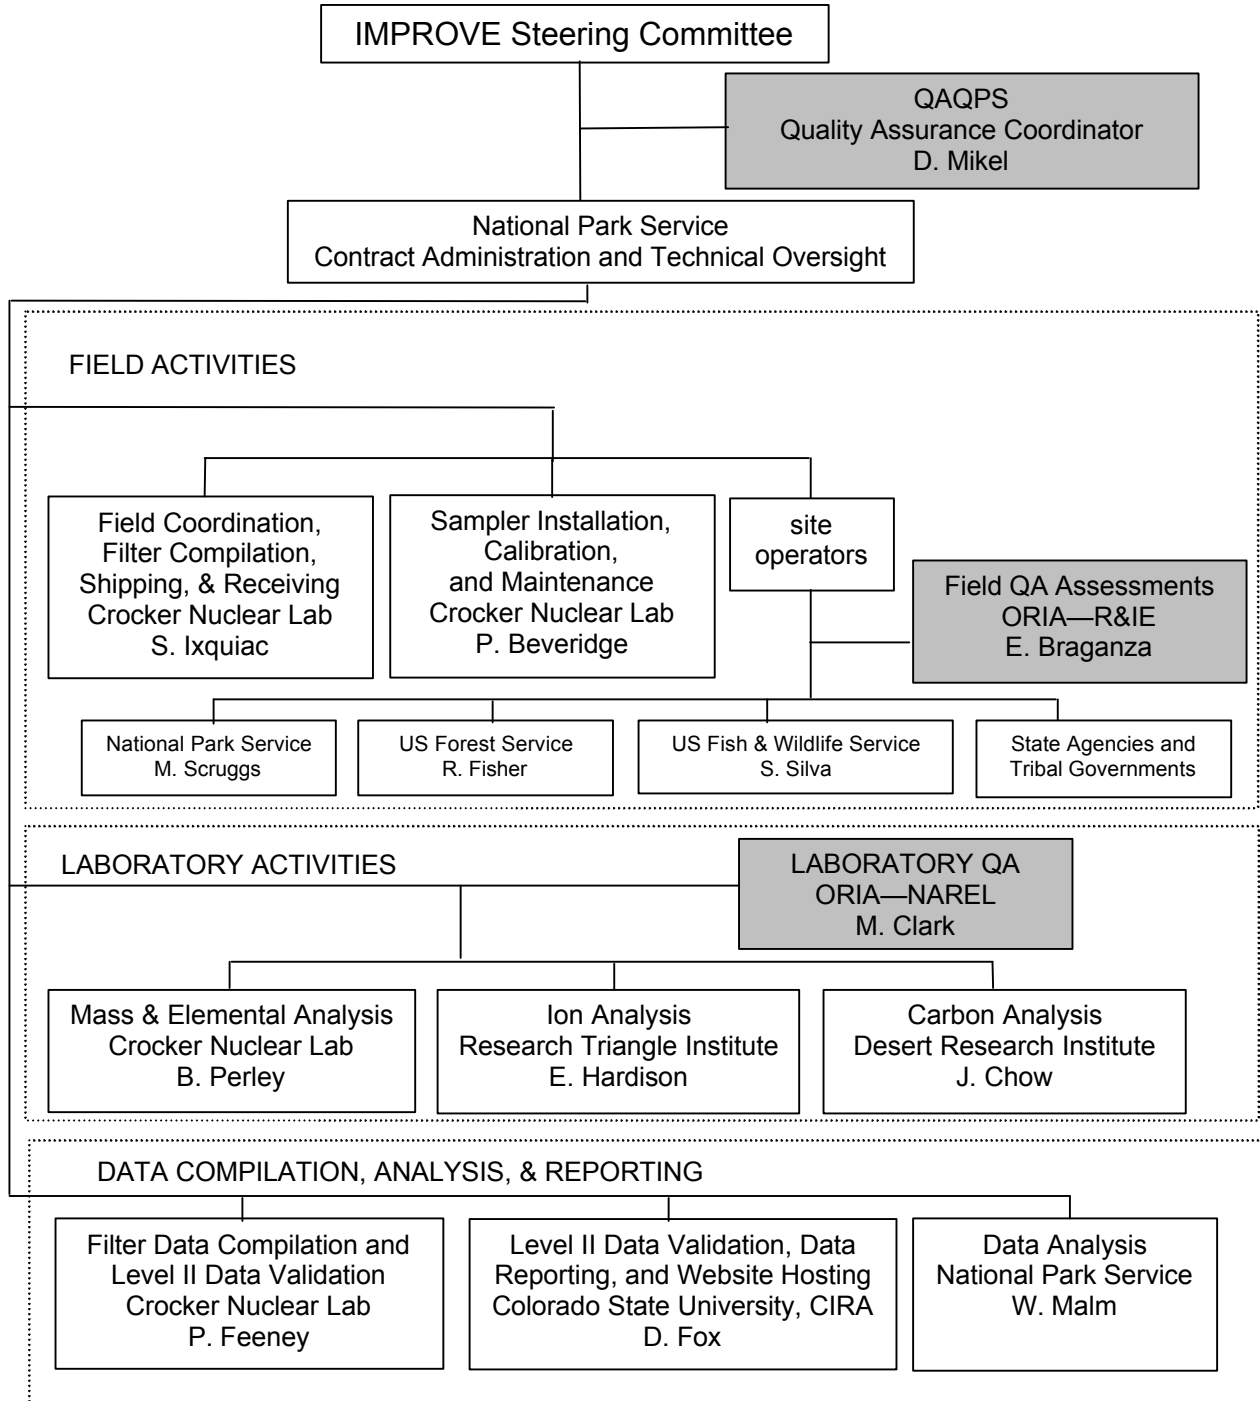 IMPROVE Steering Committee
QAQPS
Quality Assurance Coordinator
D. Mikel
National Park Service
Contract Administration and Technical Oversight
FIELD ACTIVITIES
Field Coordination,
Filter Compilation,
Shipping, & Receiving
Crocker Nuclear Lab
S. Ixquiac
Sampler Installation,
Calibration,
and Maintenance
Crocker Nuclear Lab
P. Beveridge
site
operators
Field QA Assessments
ORIA—R&IE
E. Braganza
National Park Service
M. Scruggs
US Forest Service
R. Fisher
US Fish & Wildlife Service
S. Silva
State Agencies and
Tribal Governments
LABORATORY ACTIVITIES
LABORATORY QA
ORIA—NAREL
M. Clark
Mass & Elemental Analysis
Crocker Nuclear Lab
B. Perley
Ion Analysis
Research Triangle Institute
E. Hardison
Carbon Analysis
Desert Research Institute
J. Chow
DATA COMPILATION, ANALYSIS, & REPORTING
Filter Data Compilation and
Level II Data Validation
Crocker Nuclear Lab
P. Feeney
Level II Data Validation, Data
Reporting, and Website Hosting
Colorado State University, CIRA
D. Fox
Data Analysis
National Park Service
W. Malm